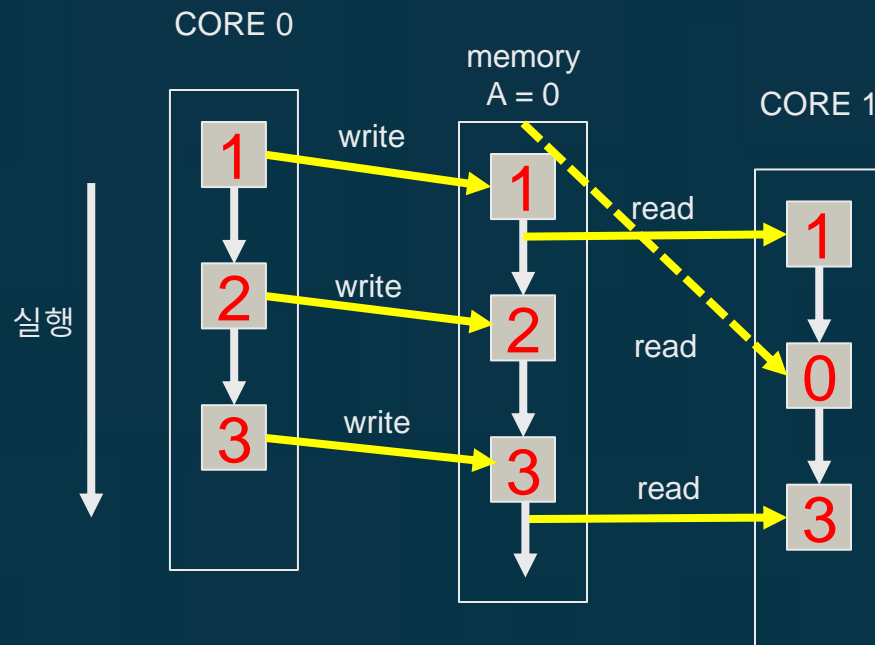 CORE 0
memory
A = 0
CORE 1
write
1
1
read
1
write
2
2
실행
read
0
write
3
3
read
3